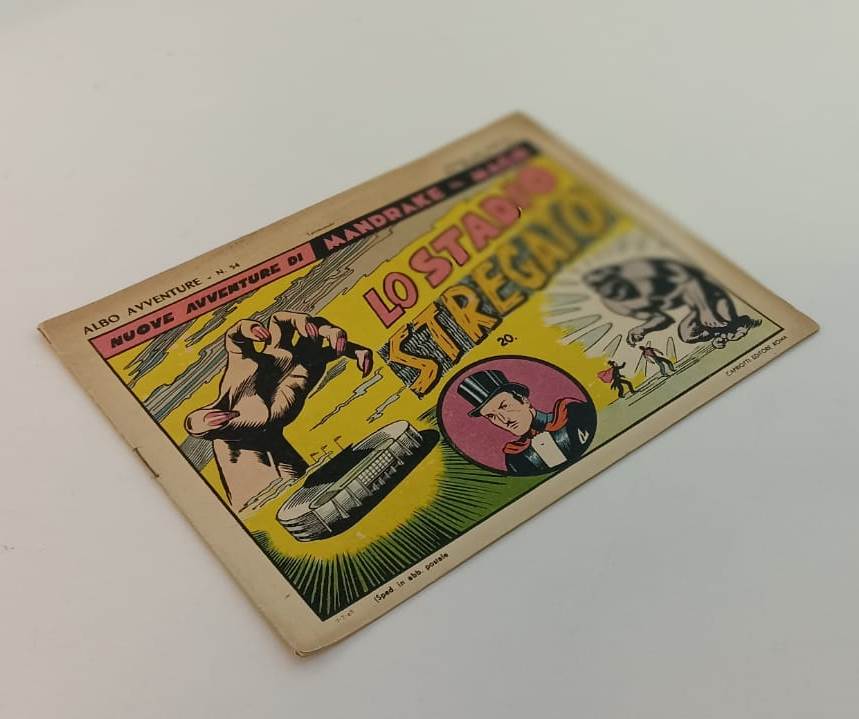 ALBO AVVENTURE - N. 54
NUOVE AVVENTURE DI MANDRAKE IL MAGO
LO STADIO
STREGATO
20.
CAPRIOTTI EDITORE ROMA
(Sped. in abb. postale